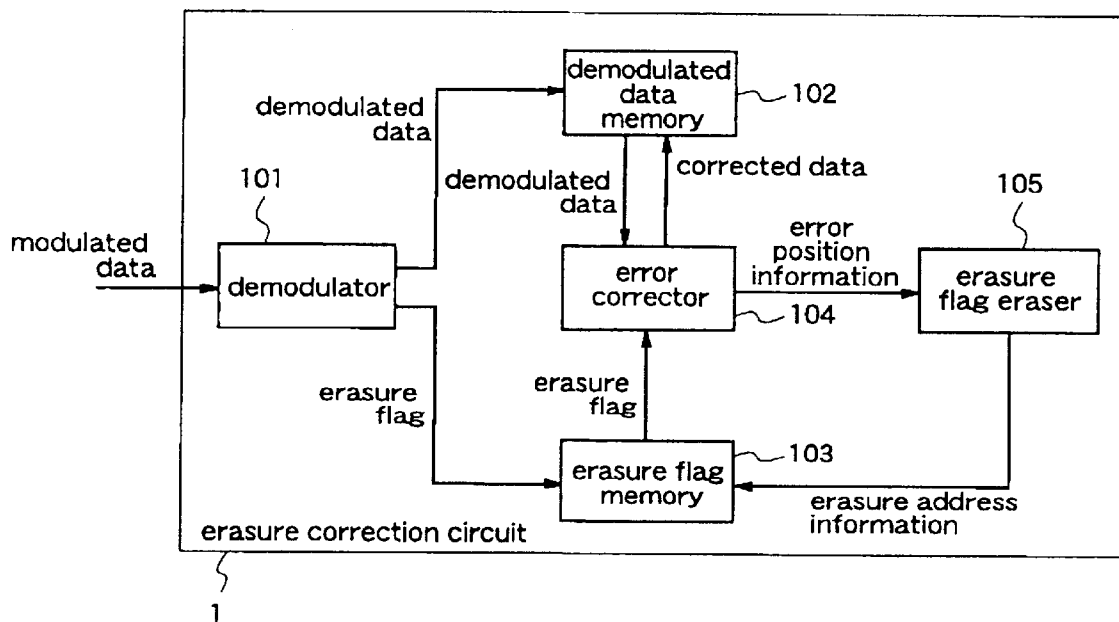 demodulated
data
memory
102
demodulated
data
101
demodulated
data
corrected data
105
modulated
data
demodulator
error
corrector
104
error
position
information
erasure
flag eraser
erasure
flag
erasure
flag
103
erasure flag
memory
erasure address
information
erasure correction circuit
1